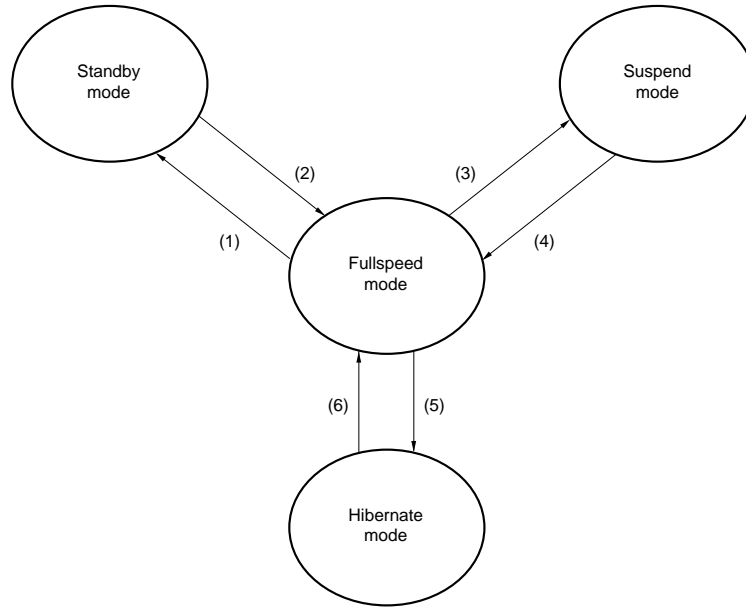 Standby
mode
Suspend
mode
(2)
(3)
(1)
(4)
Fullspeed
mode
(6)
(5)
Hibernate
mode